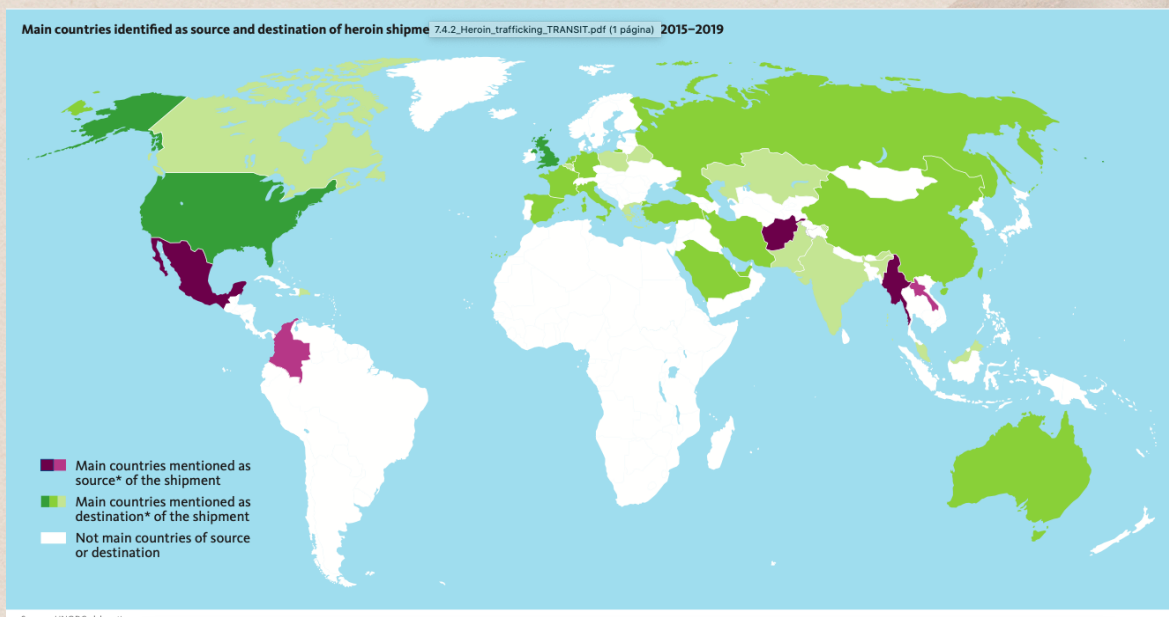 Main countries identified as source and destination of heroin shipme 7.4.2_Heroin_trafficking_TRANSIT.pdf (1 página) 2015–2019
Main countries mentioned as
source* of the shipment
Main countries mentioned as
destination* of the shipment
Not main countries of source
or destination